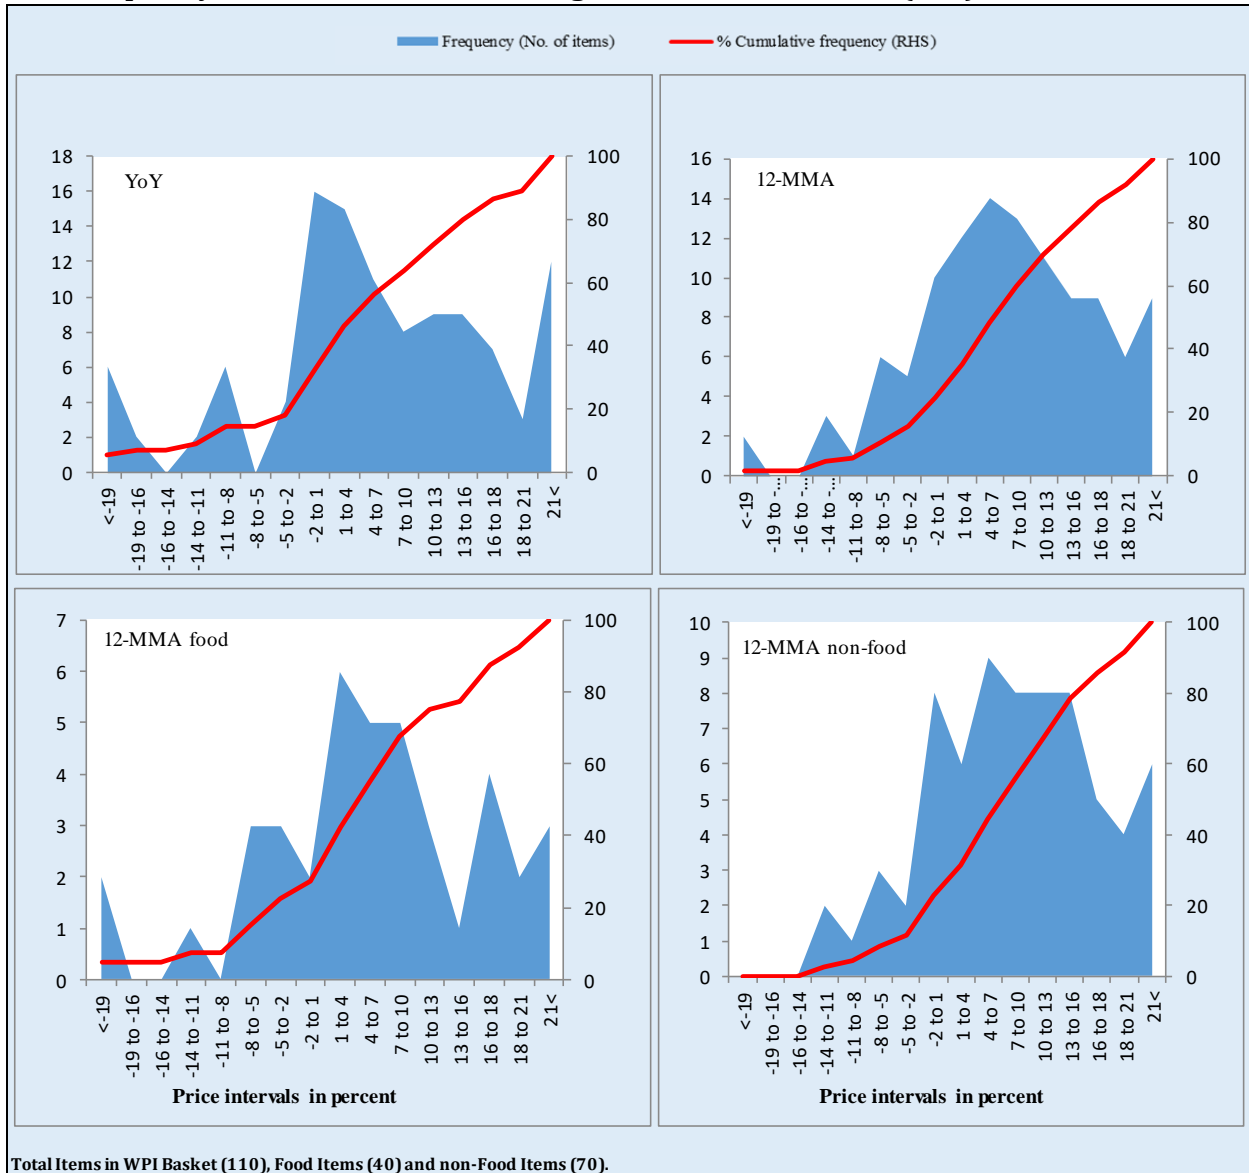 Frequency (No. of items) % Cumulative frequency (RHS)
YoY
18
16
14
12
10
8
6
4
2
0
100
80
60
40
20
0
<-19
-19 to -16
-16 to -14
-14 to -11
-11 to -8
-8 to -5
-5 to -2
-2 to 1
1 to 4
4 to 7
7 to 10
10 to 13
13 to 16
16 to 18
18 to 21
21<
12-MMA
16
14
12
10
8
6
4
2
0
100
80
60
40
20
0
<-19
-19 to -...
-16 to -...
-14 to -...
-11 to -8
-8 to -5
-5 to -2
-2 to 1
1 to 4
4 to 7
7 to 10
10 to 13
13 to 16
16 to 18
18 to 21
21<
12-MMA food
7
6
5
4
3
2
1
0
100
80
60
40
20
0
<-19
-19 to -16
-16 to -14
-14 to -11
-11 to -8
-8 to -5
-5 to -2
-2 to 1
1 to 4
4 to 7
7 to 10
10 to 13
13 to 16
16 to 18
18 to 21
21<
Price intervals in percent
12-MMA non-food
10
9
8
7
6
5
4
3
2
1
0
100
80
60
40
20
0
<-19
-19 to -16
-16 to -14
-14 to -11
-11 to -8
-8 to -5
-5 to -2
-2 to 1
1 to 4
4 to 7
7 to 10
10 to 13
13 to 16
16 to 18
18 to 21
21<
Price intervals in percent
Total Items in WPI Basket (110), Food Items (40) and non-Food Items (70).